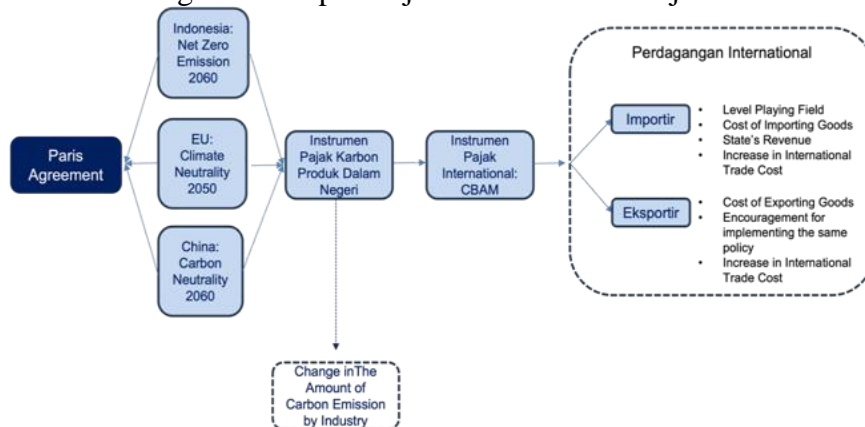 Indonesia:
Net Zero
Emission
2060
Paris
Agreement
EU:
Climate
Neutrality
2050
China:
Carbon
Neutrality
2060
Instrumen
Pajak Karbon
Produk Dalam
Negeri
Instrumen
Pajak
International:
CBAM
Change inThe
Amount of
Carbon Emission
by Industry
Perdagangan International
Importir
• Level Playing Field
• Cost of Importing Goods
• State's Revenue
• Increase in International
Trade Cost
Eksportir
• Cost of Exporting Goods
• Encouragement for
implementing the same
policy
• Increase in International
Trade Cost